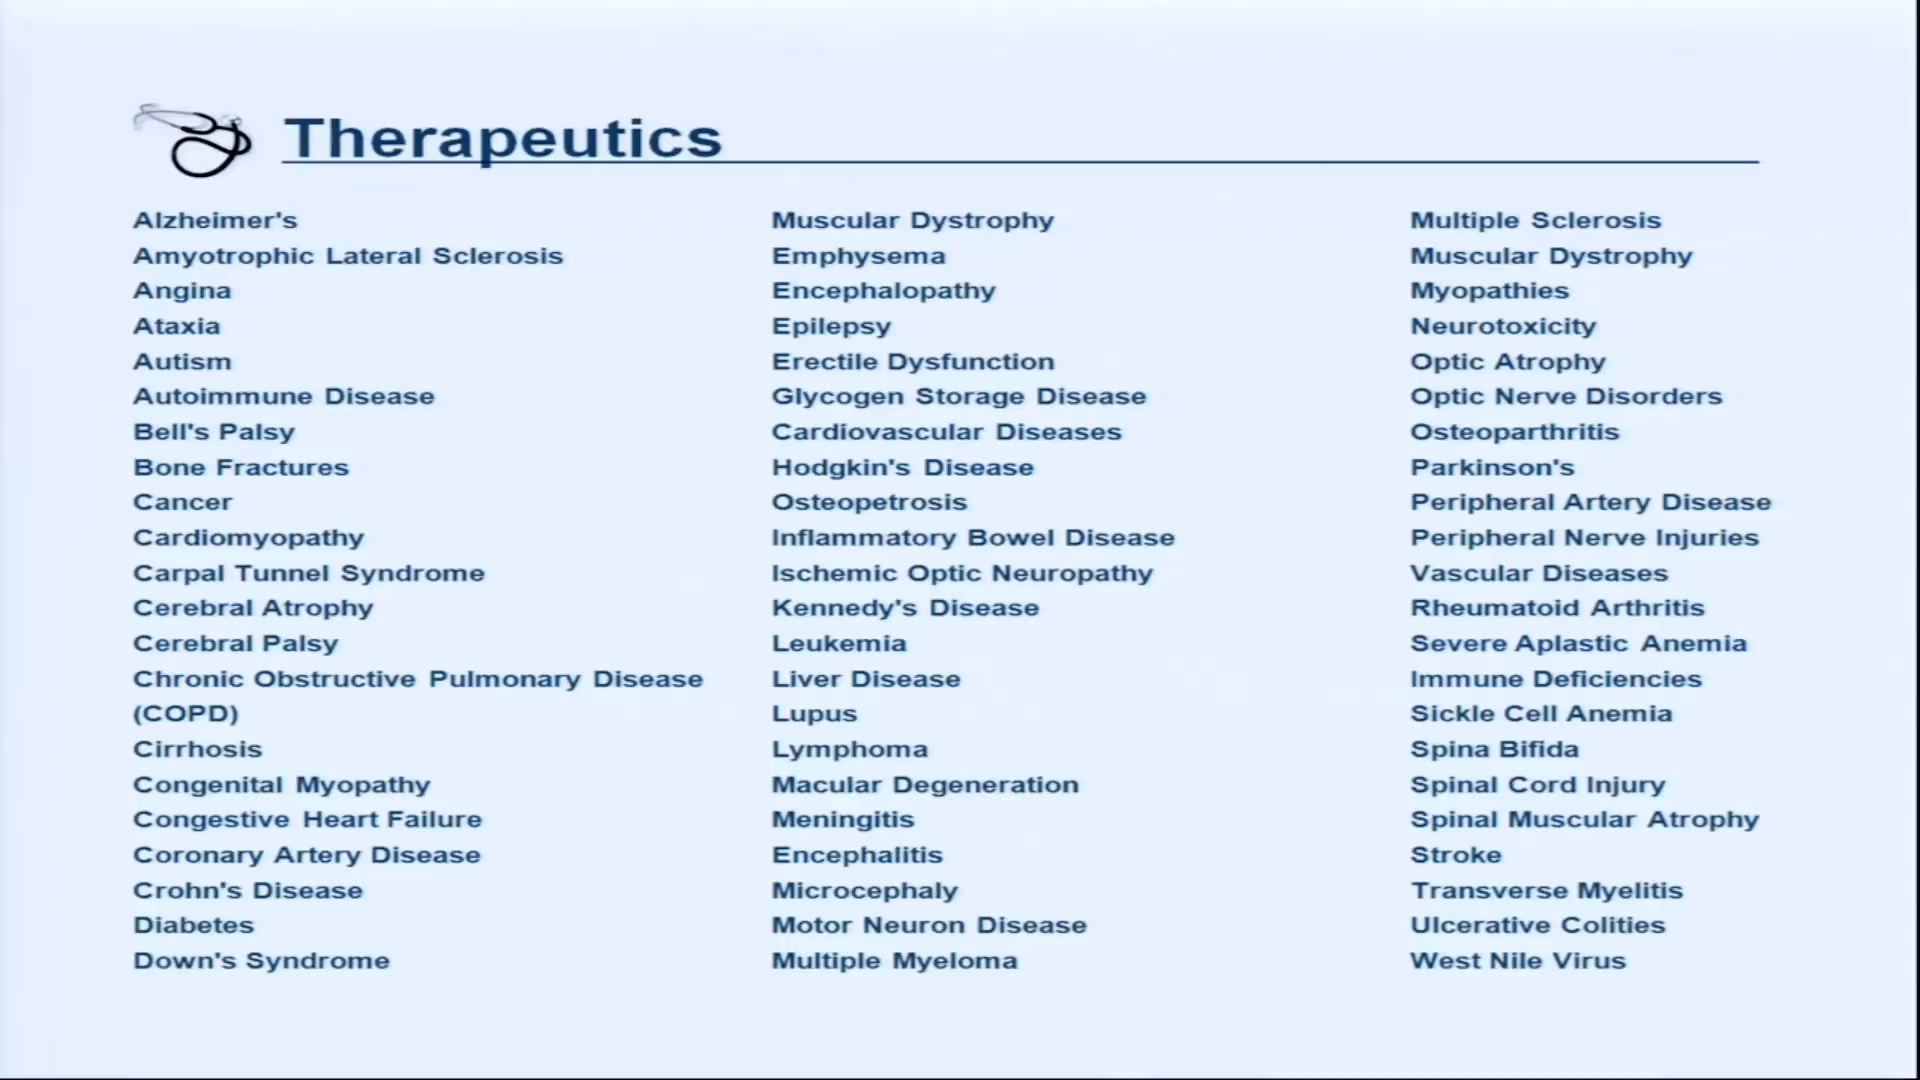 Therapeutics
Alzheimer's
Amyotrophic Lateral Sclerosis
Angina
Ataxia
Autism
Autoimmune Disease
Bell's Palsy
Bone Fractures
Cancer
Cardiomyopathy
Carpal Tunnel Syndrome
Cerebral Atrophy
Cerebral Palsy
Chronic Obstructive Pulmonary Disease
(COPD)
Cirrhosis
Congenital Myopathy
Congestive Heart Failure
Coronary Artery Disease
Crohn's Disease
Diabetes
Down's Syndrome
Muscular Dystrophy
Emphysema
Encephalopathy
Epilepsy
Erectile Dysfunction
Glycogen Storage Disease
Cardiovascular Diseases
Hodgkin's Disease
Osteopetrosis
Inflammatory Bowel Disease
Ischemic Optic Neuropathy
Kennedy's Disease
Leukemia
Liver Disease
Lupus
Lymphoma
Macular Degeneration
Meningitis
Encephalitis
Microcephaly
Motor Neuron Disease
Multiple Myeloma
Multiple Sclerosis
Muscular Dystrophy
Myopathies
Neurotoxicity
Optic Atrophy
Optic Nerve Disorders
Osteoparthritis
Parkinson's
Peripheral Artery Disease
Peripheral Nerve Injuries
Vascular Diseases
Rheumatoid Arthritis
Severe Aplastic Anemia
Immune Deficiencies
Sickle Cell Anemia
Spina Bifida
Spinal Cord Injury
Spinal Muscular Atrophy
Stroke
Transverse Myelitis
Ulcerative Colities
West Nile Virus